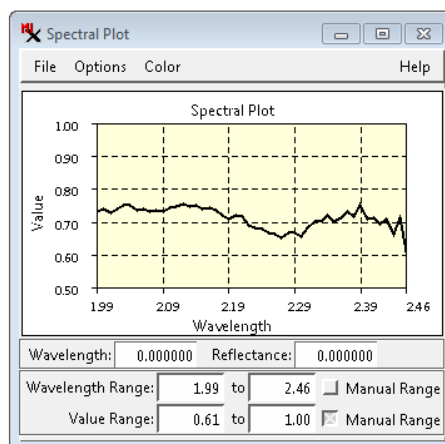 Spectral Plot
File Options Color Help
Spectral Plot
1.00
0.90
0.80
0.70
0.60
0.50
Value
1.99 2.09 2.19 2.29 2.39 2.46
Wavelength
Wavelength: 0.000000 Reflectance: 0.000000
Wavelength Range: 1.99 to 2.46 Manual Range
Value Range: 0.61 to 1.00 Manual Range